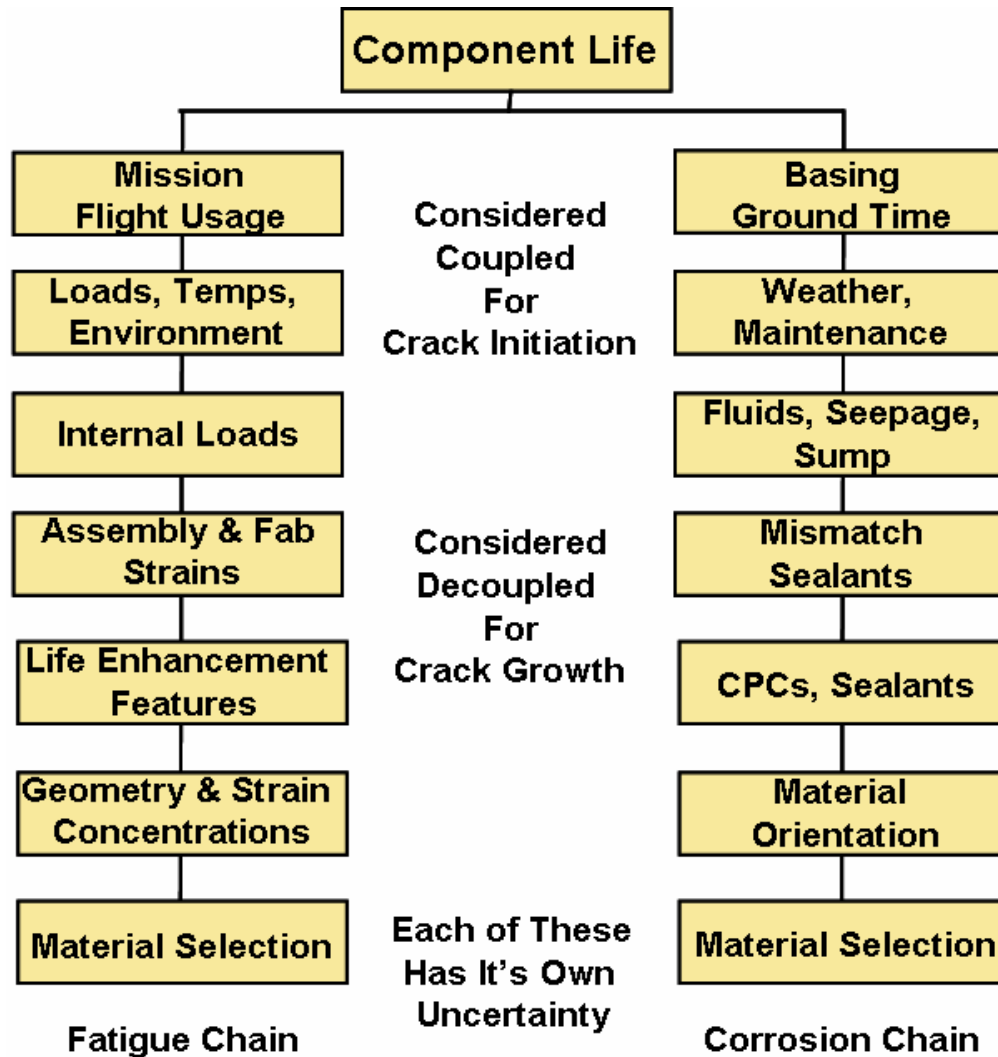 Component Life
Mission
Flight Usage
Loads, Temps,
Environment
Internal Loads
Assembly & Fab
Strains
Life Enhancement
Features
Geometry & Strain
Concentrations
Material Selection
Fatigue Chain
Considered
Coupled
For
Crack Initiation
Considered
Decoupled
For
Crack Growth
Each of These
Has It's Own
Uncertainty
Basing
Ground Time
Weather,
Maintenance
Fluids, Seepage,
Sump
Mismatch
Sealants
CPCs, Sealants
Material
Orientation
Material Selection
Corrosion Chain